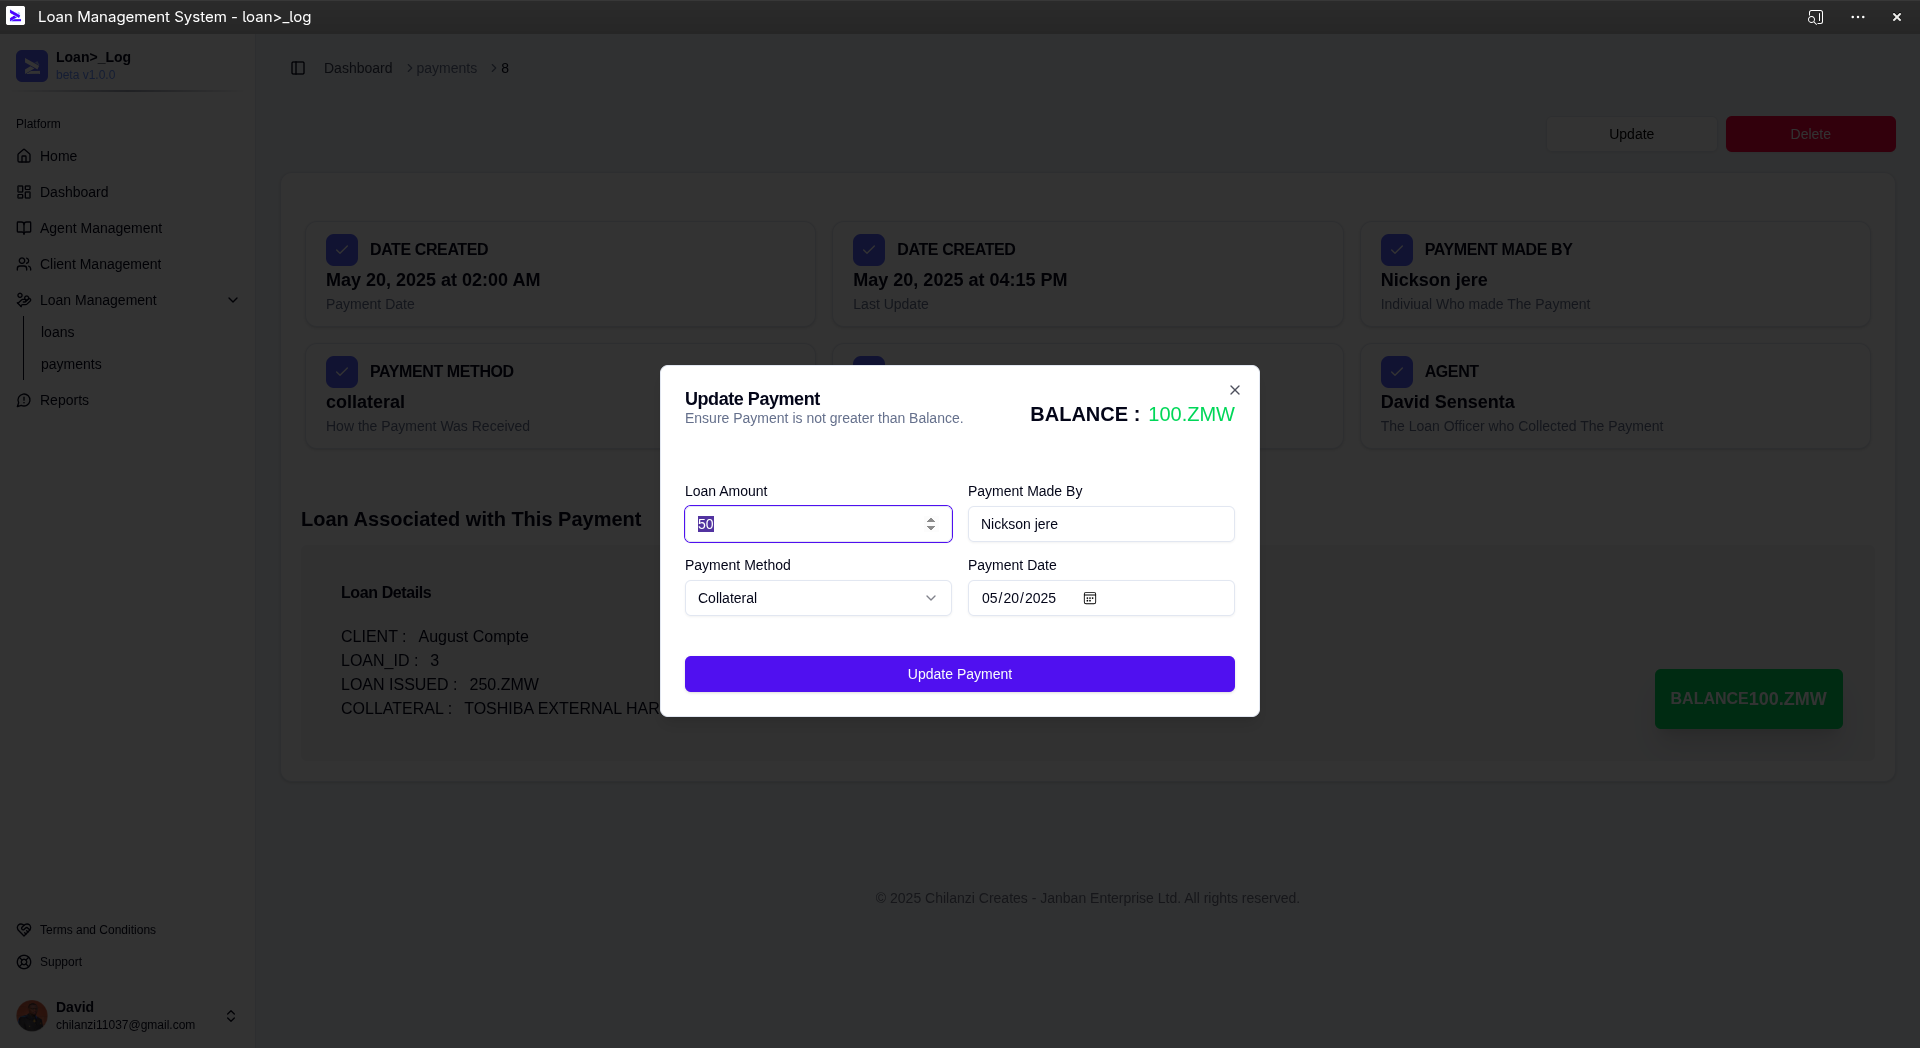 Loan Management System - loan>_log
Loan>_Log
beta v1.0.0
Dashboard
payments
8
Platform
Home
Dashboard
Agent Management
Client Management
Loan Management
loans
payments
Reports
Update
Delete
DATE CREATED
May 20, 2025 at 02:00 AM
Payment Date
DATE CREATED
May 20, 2025 at 04:15 PM
Last Update
PAYMENT MADE BY
Nickson jere
Indiviual Who made The Payment
PAYMENT METHOD
collateral
How the Payment Was Received
AGENT
David Sensenta
The Loan Officer who Collected The Payment
Update Payment
Ensure Payment is not greater than Balance.
BALANCE : 100.ZMW
Loan Amount
50
Payment Made By
Nickson jere
Payment Method
Collateral
Payment Date
05/20/2025
Update Payment
Loan Associated with This Payment
Loan Details
CLIENT : August Compte
LOAN_ID : 3
LOAN ISSUED : 250.ZMW
COLLATERAL : TOSHIBA EXTERNAL HAR
BALANCE100.ZMW
© 2025 Chilanzi Creates - Janban Enterprise Ltd. All rights reserved.
Terms and Conditions
Support
David
chilanzi11037@gmail.com